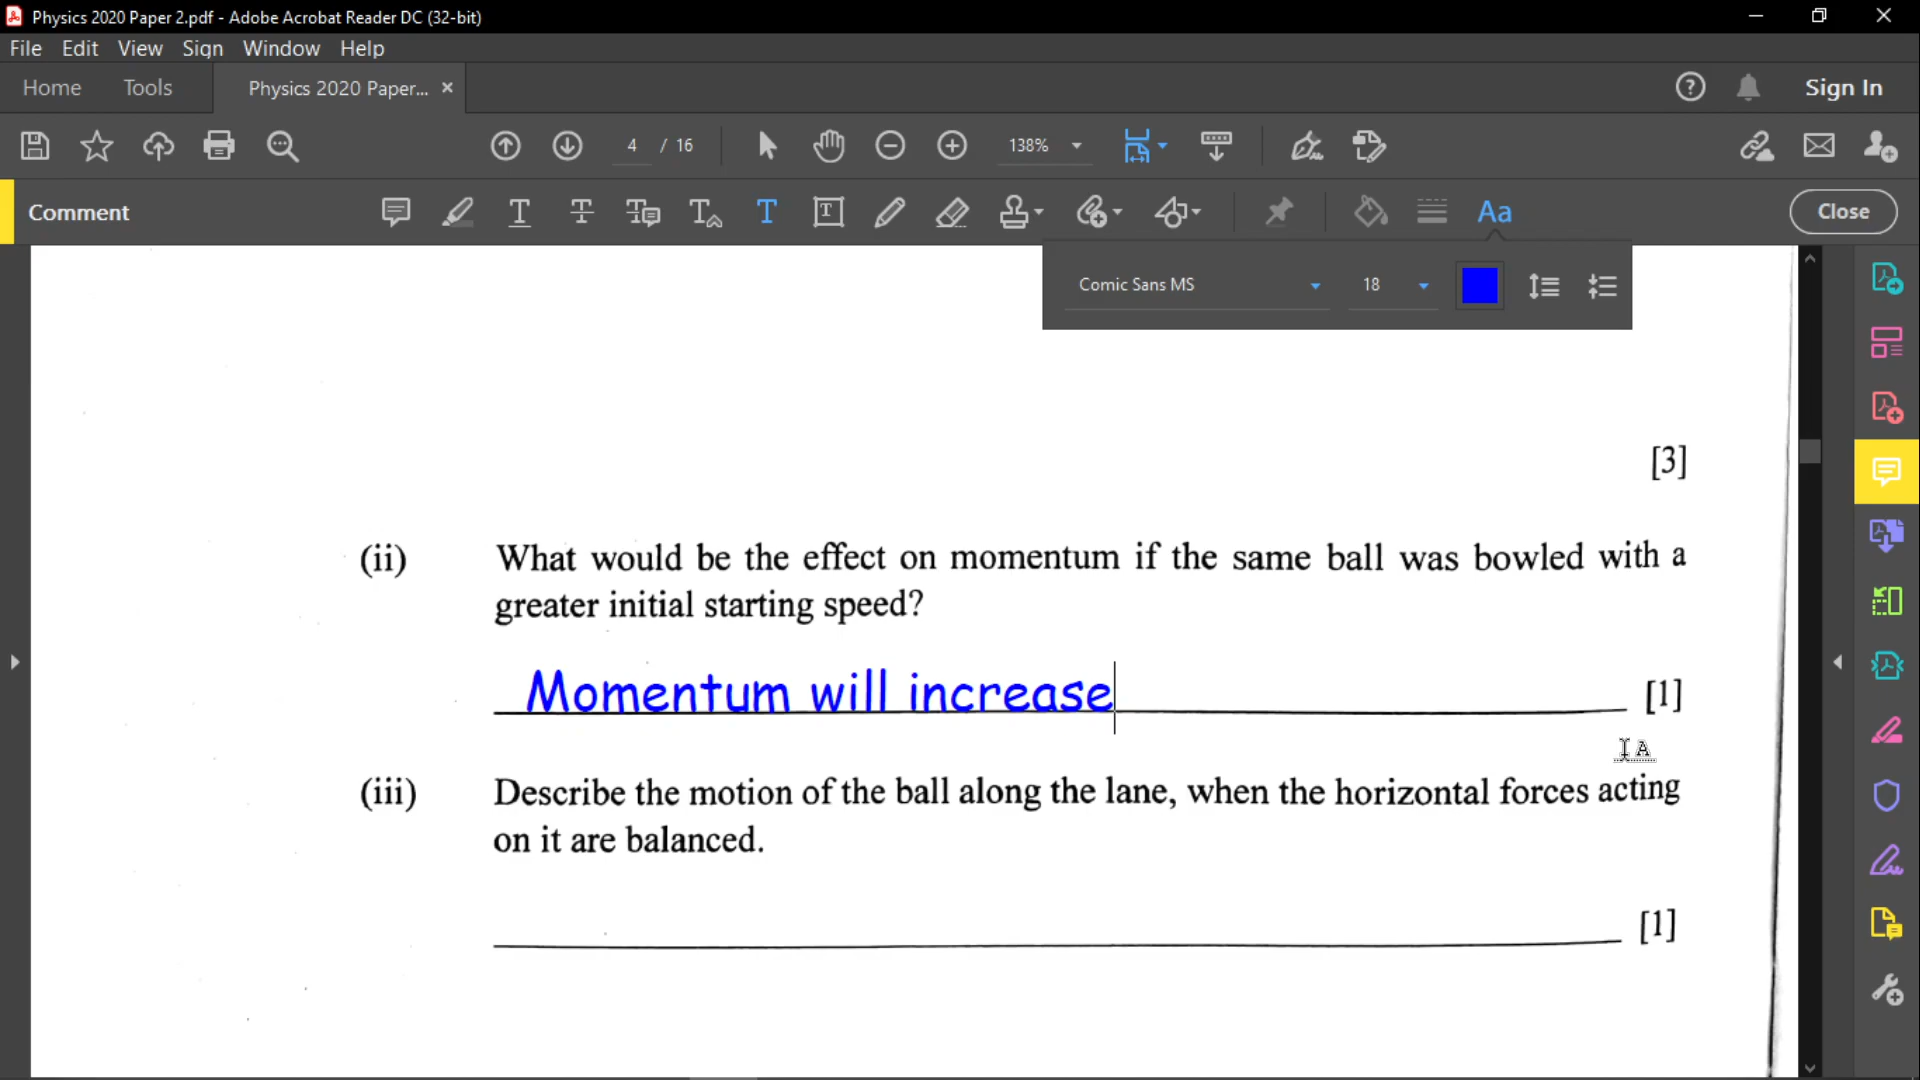 Physics 2020 Paper 2.pdf - Adobe Acrobat Reader DC (32-bit)
File Edit View Sign Window Help
Home Tools Physics 2020 Paper... × Sign In
4 / 16 138%
Comment Aa Close
Comic Sans MS 18
[3]
(ii) What would be the effect on momentum if the same ball was bowled with a
greater initial starting speed?
Momentum will increase [1]
(iii) Describe the motion of the ball along the lane, when the horizontal forces acting
on it are balanced.
[1]